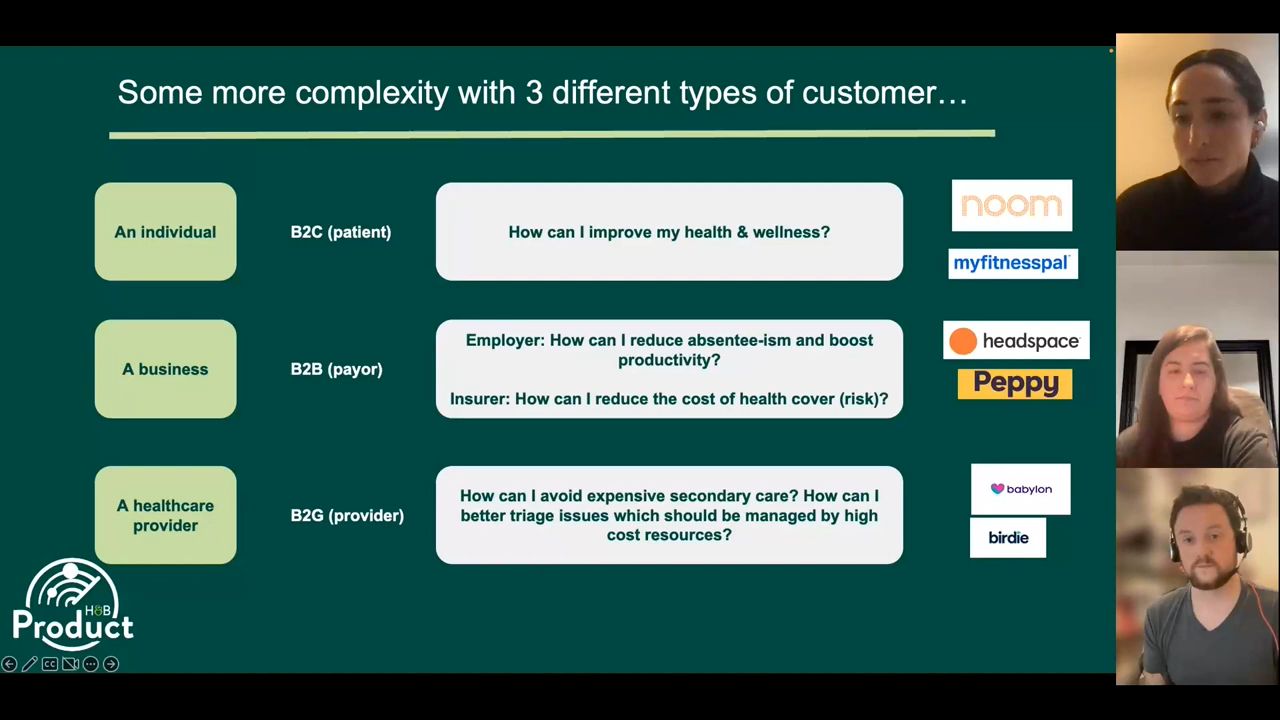 Some more complexity with 3 different types of customer…
An individual
B2C (patient)
How can I improve my health & wellness?
noom
myfitnesspal
A business
B2B (payor)
Employer: How can I reduce absentee-ism and boost
productivity?
Insurer: How can I reduce the cost of health cover (risk)?
headspace
Peppy
A healthcare
provider
B2G (provider)
How can I avoid expensive secondary care? How can I
better triage issues which should be managed by high
cost resources?
babylon
birdie
H&B
Product
CC